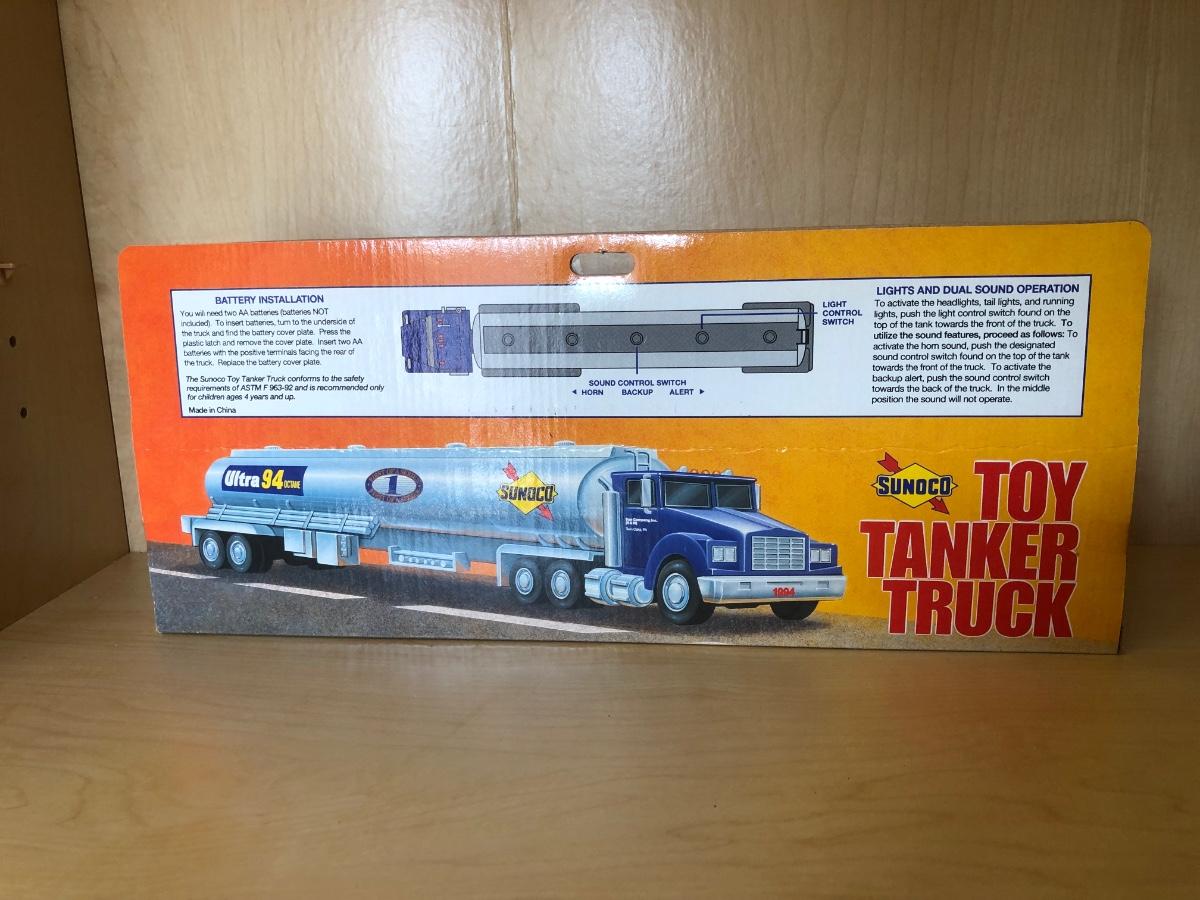 BATTERY INSTALLATION
You will need two AA batteries (batteries NOT
included). To insert batteries, turn to the underside of
the truck and find the battery cover plate. Press the
plastic latch and remove the cover plate. Insert two AA
batteries with the positive terminals facing the rear of
the truck. Replace the battery cover plate.
The Sunoco Toy Tanker Truck conforms to the safety
requirements of ASTM F 963-92 and is recommended only
for children ages 4 years and up.
Made in China
LIGHT
CONTROL
SWITCH
SOUND CONTROL SWITCH
◄ HORN BACKUP ALERT ►
LIGHTS AND DUAL SOUND OPERATION
To activate the headlights, tail lights, and running
lights, push the light control switch found on the
top of the tank towards the front of the truck. To
utilize the sound features, proceed as follows: To
activate the horn sound, push the designated
sound control switch found on the top of the tank
towards the front of the truck. To activate the
backup alert, push the sound control switch
towards the back of the truck. In the middle
position the sound will not operate.
Ultra 94 OCTANE
1
SUNOCO
1994
SUNOCO
TOY
TANKER
TRUCK